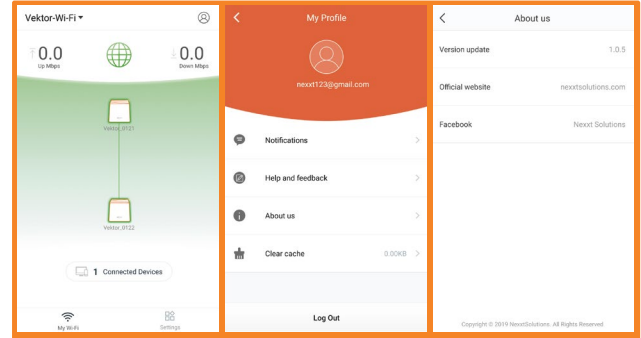 Vektor-Wi-Fi
0.0
Up Mbps
0.0
Down Mbps
Vektor_0121
Vektor_0122
1 Connected Devices
My Wi-Fi
Settings
My Profile
nexxt123@gmail.com
Notifications
Help and feedback
About us
Clear cache 0.00KB
Log Out
About us
Version update 1.0.5
Official website nexxtsolutions.com
Facebook Nexxt Solutions
Copyright © 2019 NexxtSolutions. All Rights Reserved.